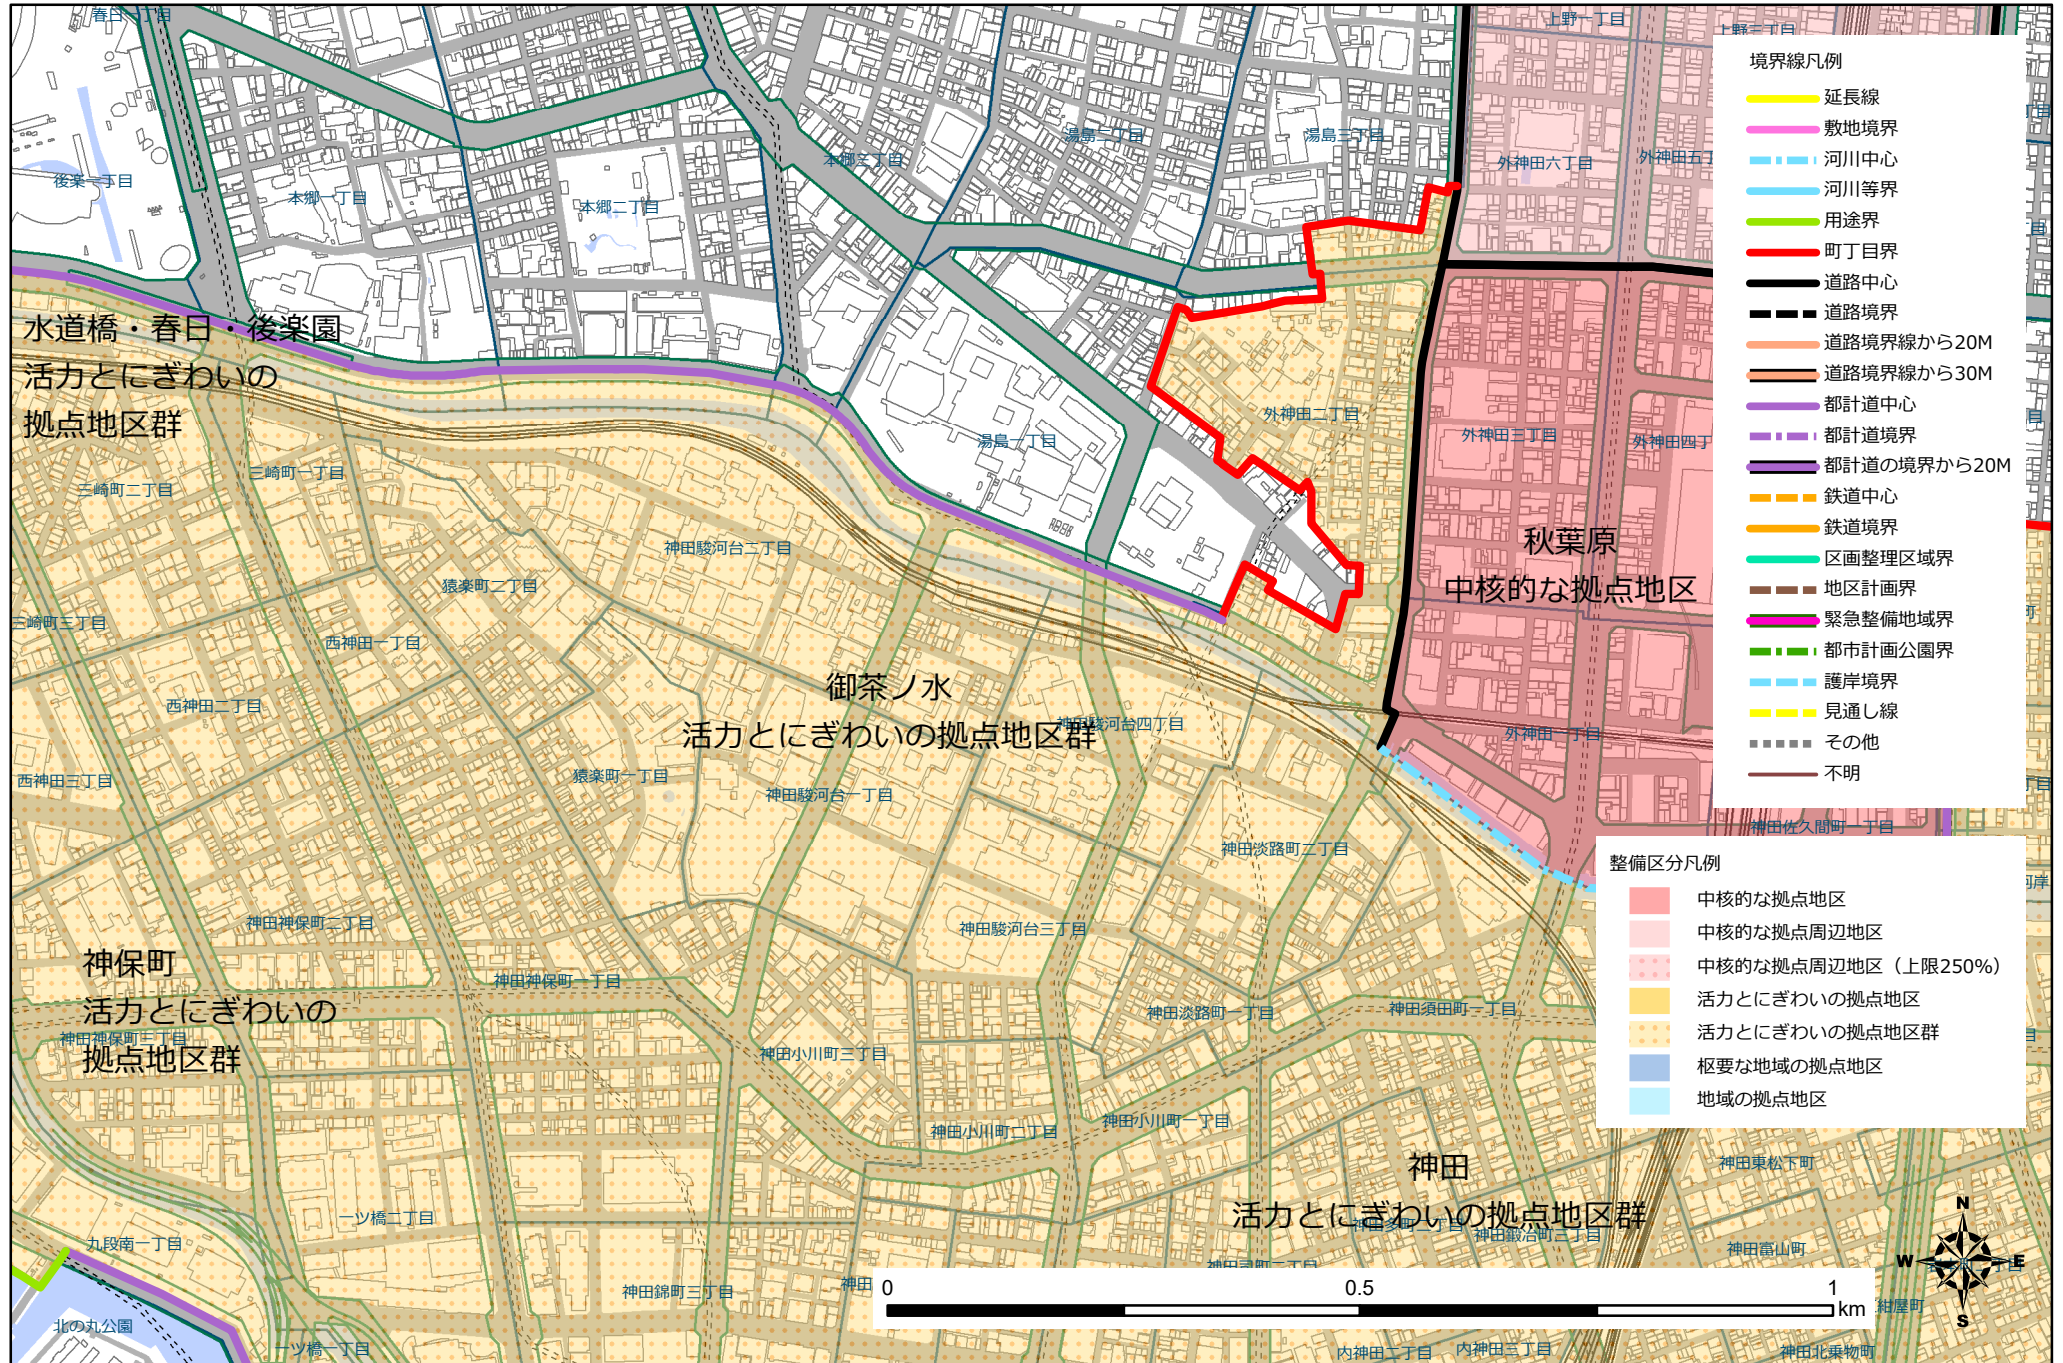 春日一丁目
上野一丁目
上野三丁目
後楽一丁目
本郷一丁目
本郷二丁目
本郷三丁目
湯島二丁目
湯島三丁目
外神田六丁目
外神田五丁
水道橋・春日・後楽園
活力とにぎわいの
拠点地区群
湯島一丁目
外神田二丁目
外神田三丁目
外神田四丁
三崎町一丁目
三崎町二丁目
三崎町三丁目
神田駿河台二丁目
猿楽町二丁目
西神田一丁目
西神田二丁目
西神田三丁目
秋葉原
中核的な拠点地区
御茶ノ水
活力とにぎわいの拠点地区群
神田駿河台四丁目
外神田一丁目
猿楽町一丁目
神田駿河台一丁目
神田淡路町二丁目
神田佐久間町一丁目
神田神保町二丁目
神田駿河台三丁目
神保町
活力とにぎわいの
拠点地区群
神田神保町一丁目
神田神保町三丁目
神田淡路町一丁目
神田須田町一丁目
神田小川町三丁目
神田小川町二丁目
神田小川町一丁目
神田
活力とにぎわいの拠点地区群
神田東松下町
一ツ橋二丁目
九段南一丁目
神田多町二丁目
神田鍛冶町三丁目
神田富山町
神田司町二丁目
神田錦町三丁目
神田
北の丸公園
一ツ橋一丁目
内神田二丁目
内神田三丁目
神田北乗物町
紺屋町
境界線凡例
延長線
敷地境界
河川中心
河川等界
用途界
町丁目界
道路中心
道路境界
道路境界線から20M
道路境界線から30M
都計道中心
都計道境界
都計道の境界から20M
鉄道中心
鉄道境界
区画整理区域界
地区計画界
緊急整備地域界
都市計画公園界
護岸境界
見通し線
その他
不明
整備区分凡例
中核的な拠点地区
中核的な拠点周辺地区
中核的な拠点周辺地区（上限250%）
活力とにぎわいの拠点地区
活力とにぎわいの拠点地区群
枢要な地域の拠点地区
地域の拠点地区
N
W
E
S
0 0.5 1
km